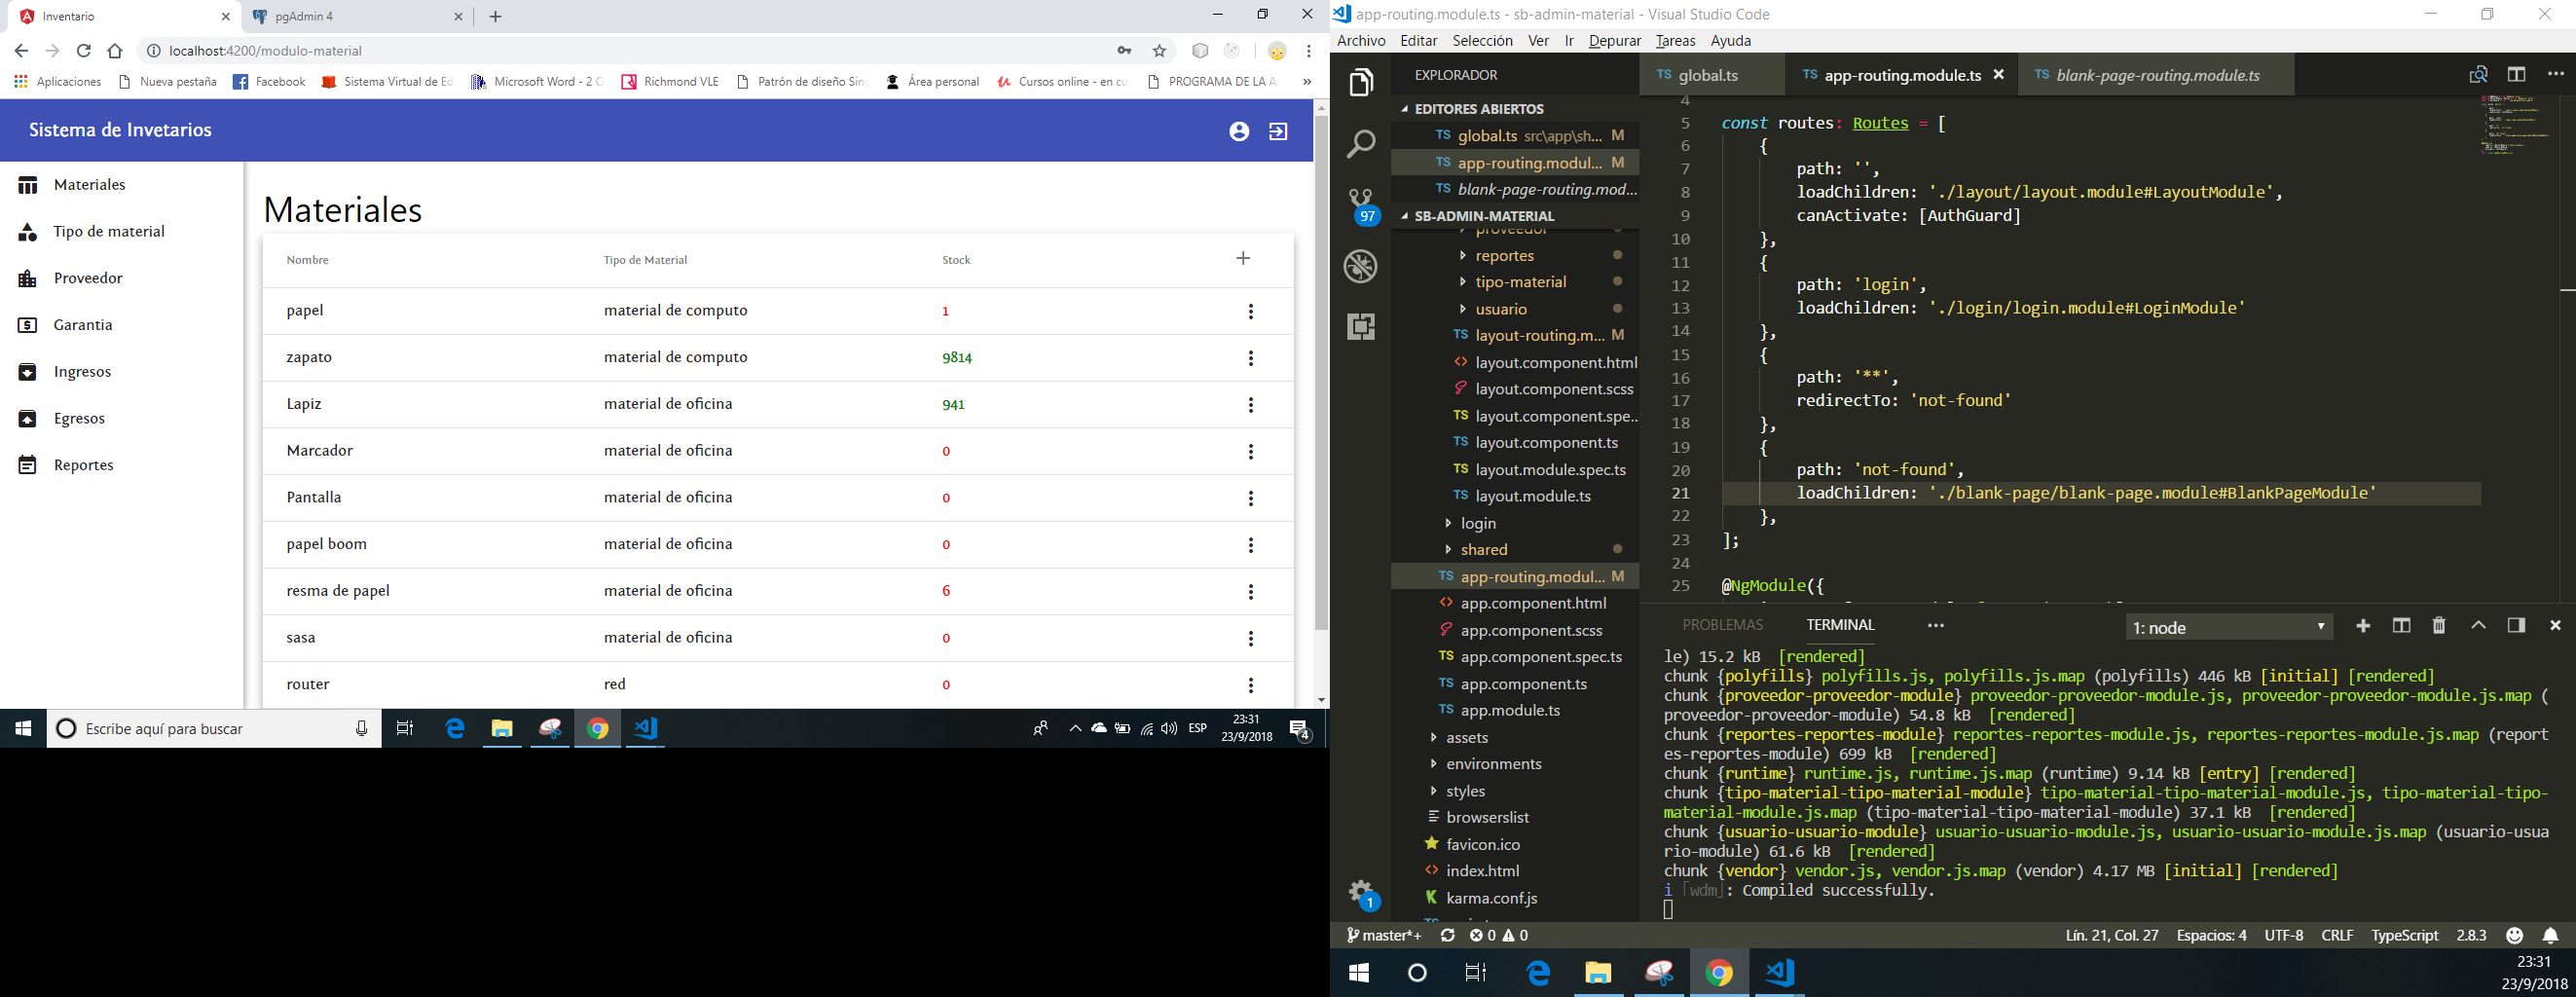 Inventario
pgAdmin 4
localhost:4200/modulo-material
Aplicaciones
Nueva pestaña
Facebook
Sistema Virtual de Ed
Microsoft Word - 2 C
Richmond VLE
Patrón de diseño Sin
Área personal
Cursos online - en cu
PROGRAMA DE LA A
»
Sistema de Invetarios
Materiales
Tipo de material
Proveedor
Garantia
Ingresos
Egresos
Reportes
Materiales
Nombre Tipo de Material Stock
papel material de computo 1
zapato material de computo 9814
Lapiz material de oficina 941
Marcador material de oficina 0
Pantalla material de oficina 0
papel boom material de oficina 0
resma de papel material de oficina 6
sasa material de oficina 0
router red 0
Escribe aquí para buscar
ESP
23:31
23/9/2018
4
app-routing.module.ts - sb-admin-material - Visual Studio Code
Archivo Editar Selección Ver Ir Depurar Tareas Ayuda
EXPLORADOR
EDITORES ABIERTOS
TS global.ts src\app\sh... M
TS app-routing.modul... M
TS blank-page-routing.mod...
SB-ADMIN-MATERIAL
proveedor
reportes
tipo-material
usuario
TS layout-routing.m... M
layout.component.html
layout.component.scss
TS layout.component.spe...
TS layout.component.ts
TS layout.module.spec.ts
TS layout.module.ts
login
shared
TS app-routing.modul... M
app.component.html
app.component.scss
TS app.component.spec.ts
TS app.component.ts
TS app.module.ts
assets
environments
styles
browserslist
favicon.ico
index.html
karma.conf.js
97
1
TS global.ts
TS app-routing.module.ts
TS blank-page-routing.module.ts
4
5 const routes: Routes = [
6 {
7 path: '',
8 loadChildren: './layout/layout.module#LayoutModule',
9 canActivate: [AuthGuard]
10 },
11 {
12 path: 'login',
13 loadChildren: './login/login.module#LoginModule'
14 },
15 {
16 path: '**',
17 redirectTo: 'not-found'
18 },
19 {
20 path: 'not-found',
21 loadChildren: './blank-page/blank-page.module#BlankPageModule'
22 },
23 ];
24
25 @NgModule({
PROBLEMAS TERMINAL ... 1: node
le) 15.2 kB [rendered]
chunk {polyfills} polyfills.js, polyfills.js.map (polyfills) 446 kB [initial] [rendered]
chunk {proveedor-proveedor-module} proveedor-proveedor-module.js, proveedor-proveedor-module.js.map (
proveedor-proveedor-module) 54.8 kB [rendered]
chunk {reportes-reportes-module} reportes-reportes-module.js, reportes-reportes-module.js.map (report
es-reportes-module) 699 kB [rendered]
chunk {runtime} runtime.js, runtime.js.map (runtime) 9.14 kB [entry] [rendered]
chunk {tipo-material-tipo-material-module} tipo-material-tipo-material-module.js, tipo-material-tipo-
material-module.js.map (tipo-material-tipo-material-module) 37.1 kB [rendered]
chunk {usuario-usuario-module} usuario-usuario-module.js, usuario-usuario-module.js.map (usuario-usua
rio-module) 61.6 kB [rendered]
chunk {vendor} vendor.js, vendor.js.map (vendor) 4.17 MB [initial] [rendered]
i ｢wdm｣: Compiled successfully.
master*+ 0 0 Lín. 21, Col. 27 Espacios: 4 UTF-8 CRLF TypeScript 2.8.3
23:31
23/9/2018